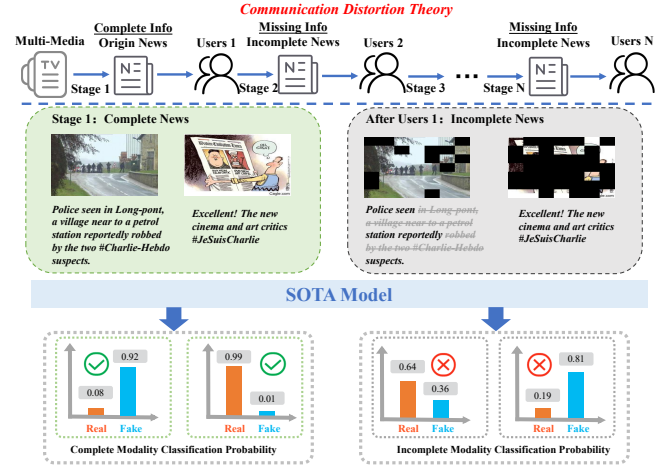 Communication Distortion Theory
Complete Info
Missing Info
Missing Info
Multi-Media
Origin News
Users 1
Incomplete News
Users 2
Incomplete News
Users N
TV
Stage 1
Stage 2
Stage 3
...
Stage N
Stage 1: Complete News
Police seen in Long-pont,
a village near to a petrol
station reportedly robbed
by the two #Charlie-Hebdo
suspects.
Excellent! The new
cinema and art critics
#JeSuisCharlie
After Users 1: Incomplete News
Police seen in Long-pont,
a village near to a petrol
station reportedly robbed
by the two #Charlie-Hebdo
suspects.
Excellent! The new
cinema and art critics
#JeSuisCharlie
SOTA Model
0.08
0.92
Real
Fake
0.99
0.01
Real
Fake
Complete Modality Classification Probability
0.64
0.36
Real
Fake
0.19
0.81
Real
Fake
Incomplete Modality Classification Probability